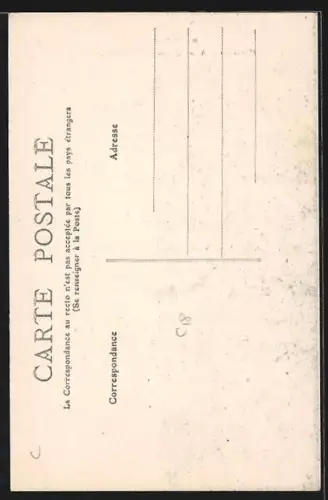 CARTE POSTALE
La Correspondance au recto n'est pas acceptée par tous les pays étrangers
(Se renseigner à la Poste)
Correspondance
Adresse
C18
C